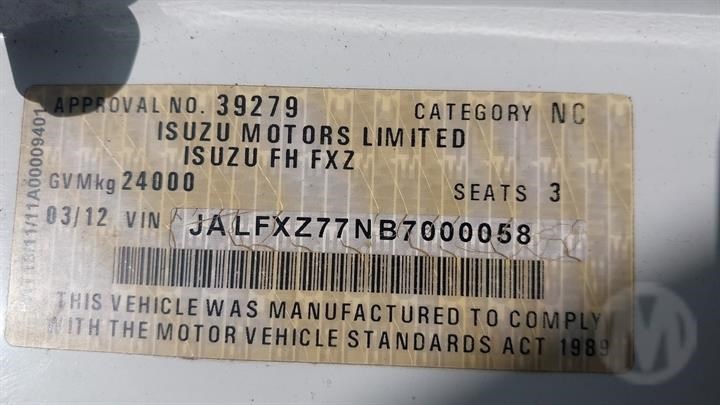 APPROVAL NO. 39279 CATEGORY NC
ISUZU MOTORS LIMITED
ISUZU FH FXZ
GVMkg 24000 SEATS 3
03/12 VIN JALFXZ77NB7000058
THIS VEHICLE WAS MANUFACTURED TO COMPLY
WITH THE MOTOR VEHICLE STANDARDS ACT 1989
M